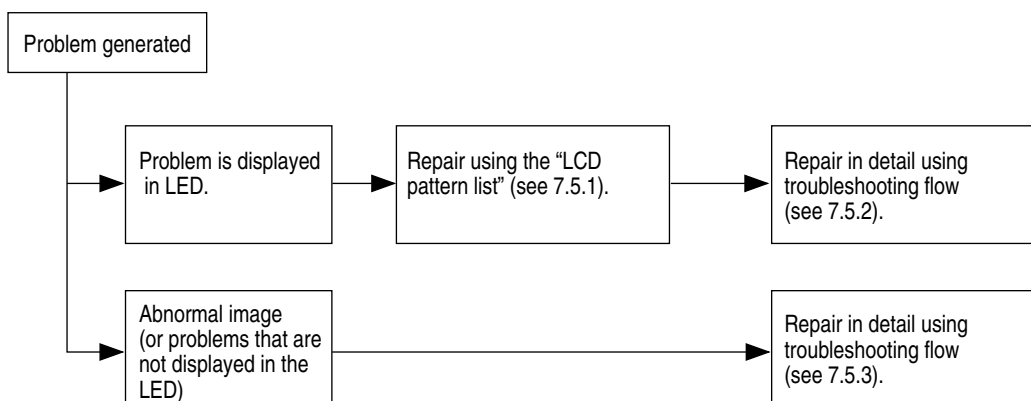 Problem generated
Problem is displayed
in LED.
Repair using the “LCD
pattern list” (see 7.5.1).
Repair in detail using
troubleshooting flow
(see 7.5.2).
Abnormal image
(or problems that are
not displayed in the
LED)
Repair in detail using
troubleshooting flow
(see 7.5.3).